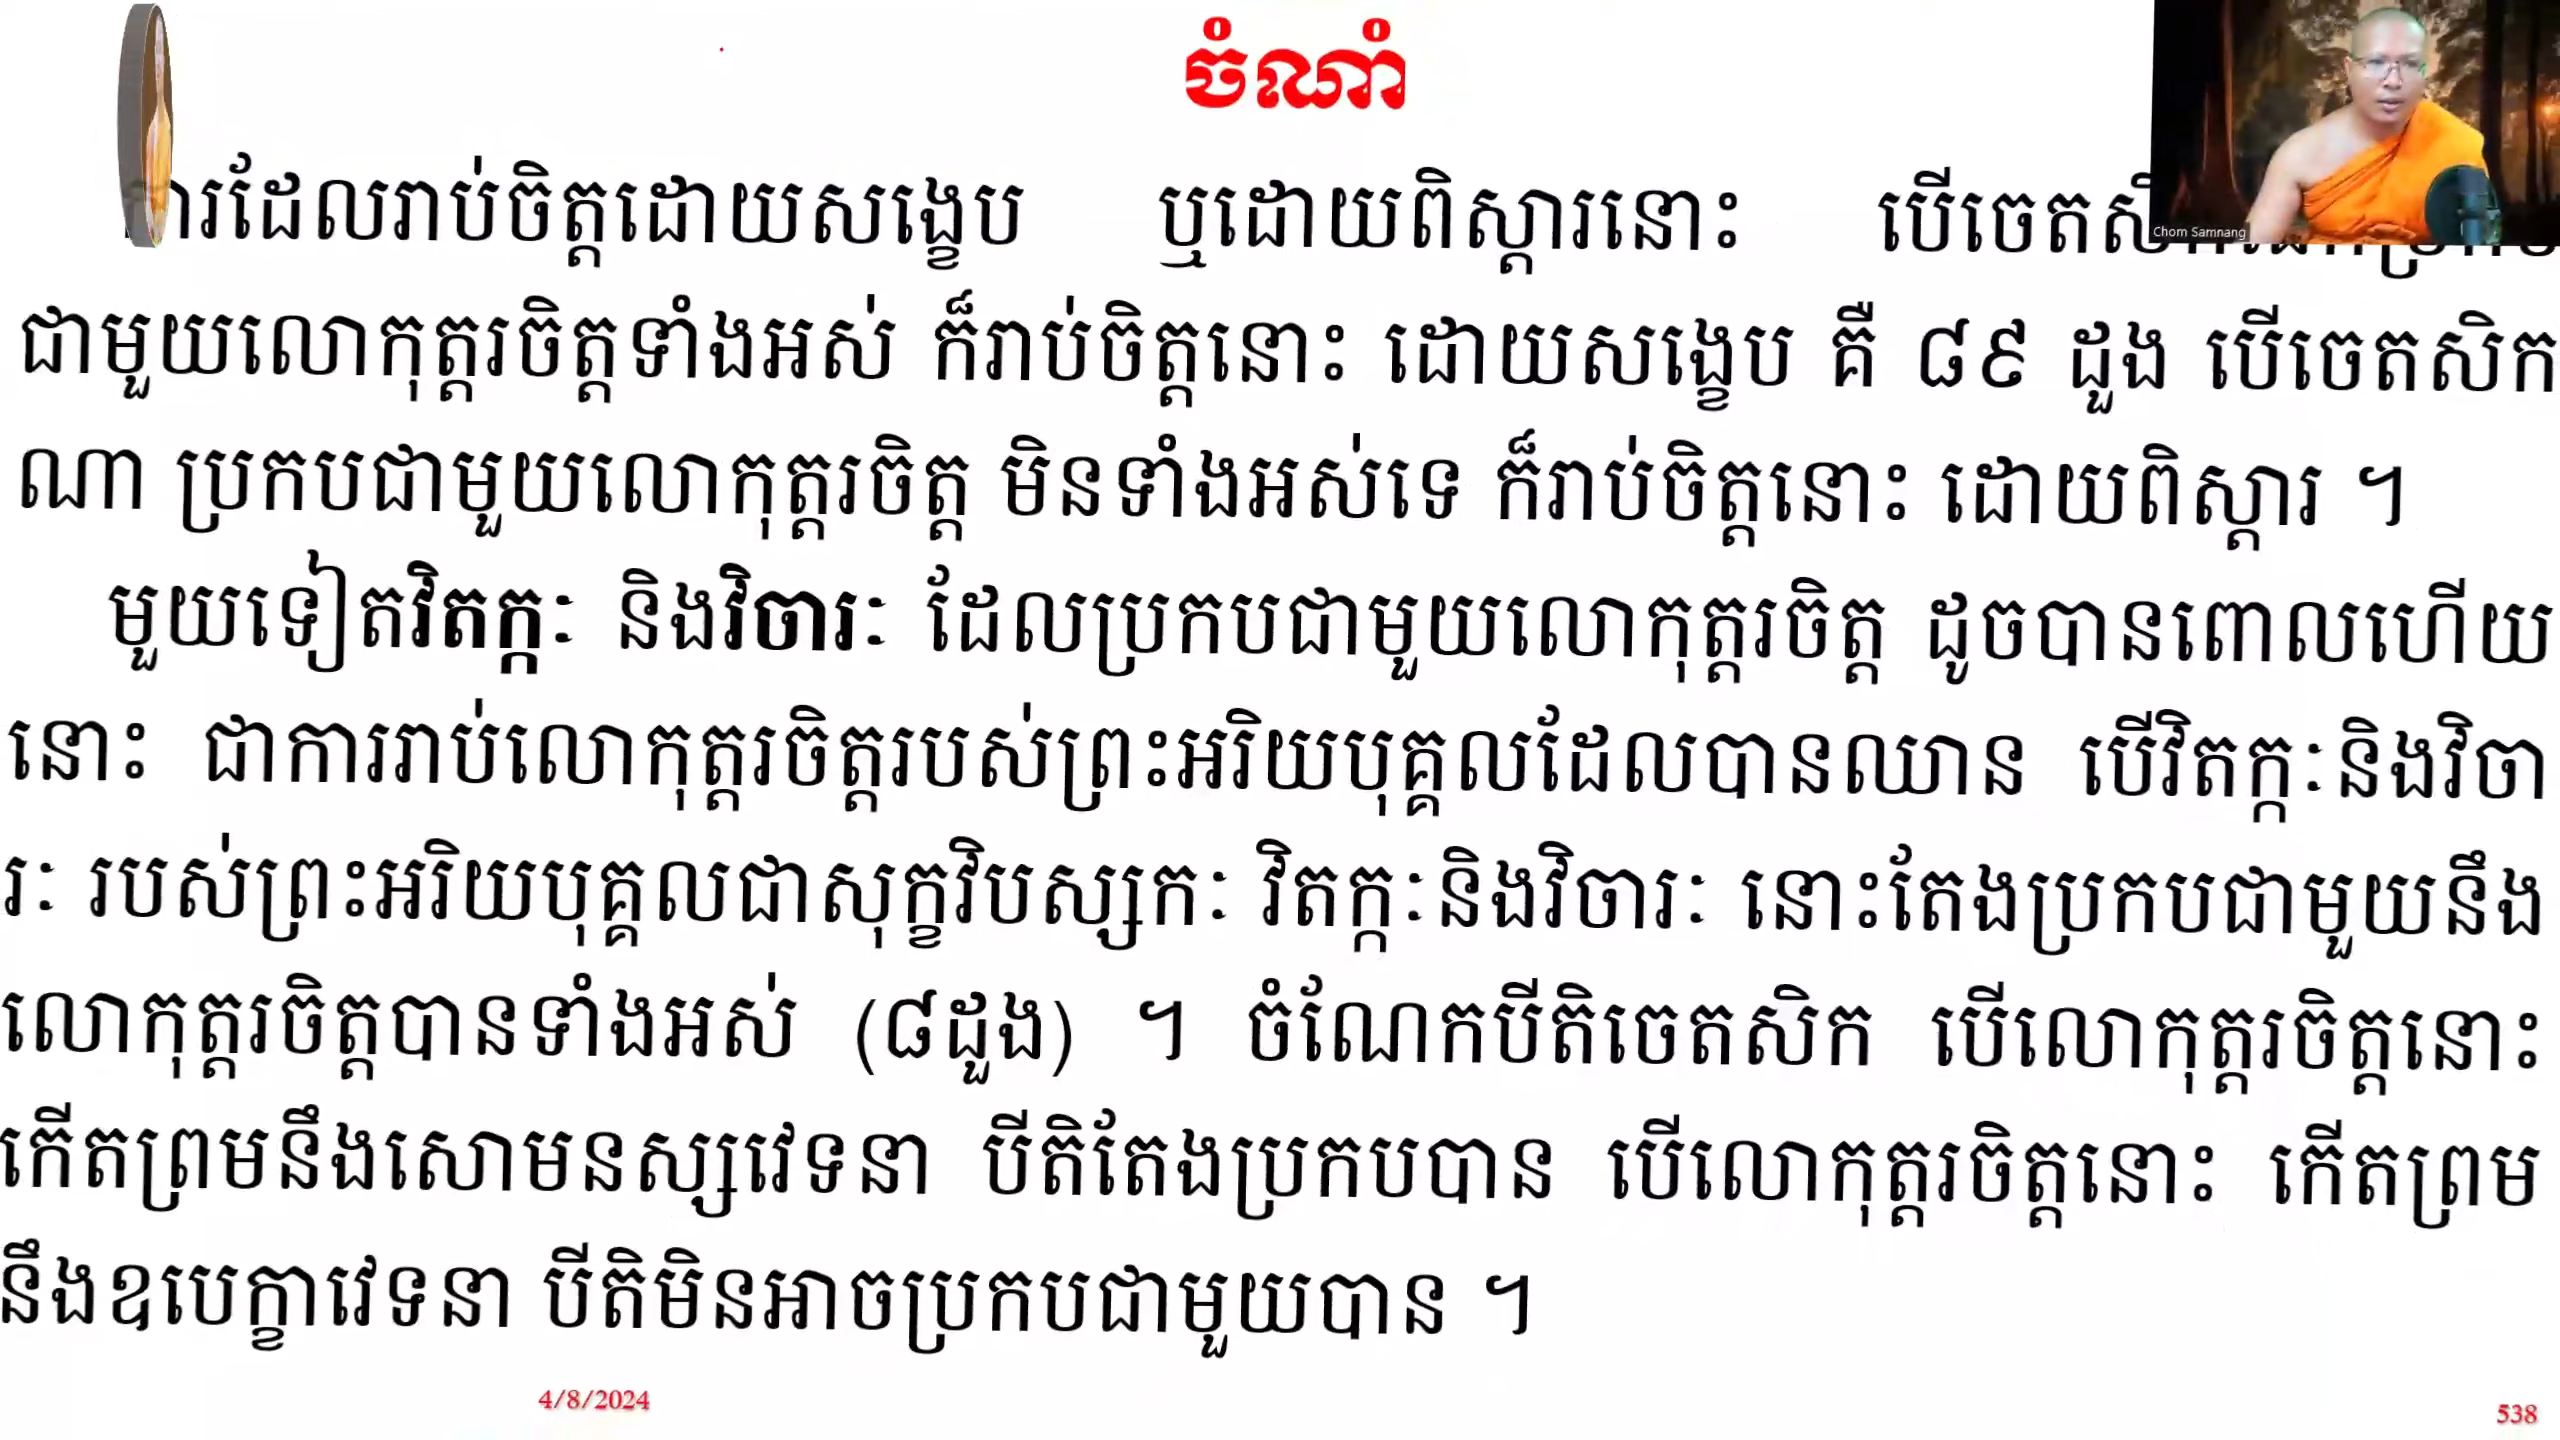 ចំណាំ
ដែលរាប់ចិត្តដោយសង្ខេប ឬដោយពិស្តារនោះ
Chom Samnang
ជាមួយលោកុត្តរចិត្តទាំងអស់ ក៏រាប់ចិត្តនោះ ដោយសង្ខេប គឺ ៨៩ ដួង បើចេតសិក
ណា ប្រកបជាមួយលោកុត្តរចិត្ត មិនទាំងអស់ទេ ក៏រាប់ចិត្តនោះ ដោយពិស្តារ ។
មួយទៀតវិតក្កៈ និងវិចារៈ ដែលប្រកបជាមួយលោកុត្តរចិត្ត ដូចបានពោលហើយ
នោះ ជាការរាប់លោកុត្តរចិត្តរបស់ព្រះអរិយបុគ្គលដែលបានឈាន បើវិតក្កៈនិងវិចា
រៈ របស់ព្រះអរិយបុគ្គលជាសុក្ខវិបស្សកៈ វិតក្កៈនិងវិចារៈ នោះតែងប្រកបជាមួយនឹង
លោកុត្តរចិត្តបានទាំងអស់ (៨ដួង) ។ ចំណែកបីតិចេតសិក បើលោកុត្តរចិត្តនោះ
កើតព្រមនឹងសោមនស្សវេទនា បីតិតែងប្រកបបាន បើលោកុត្តរចិត្តនោះ កើតព្រម
នឹងឧបេក្ខាវេទនា បីតិមិនអាចប្រកបជាមួយបាន ។
4/8/2024
538